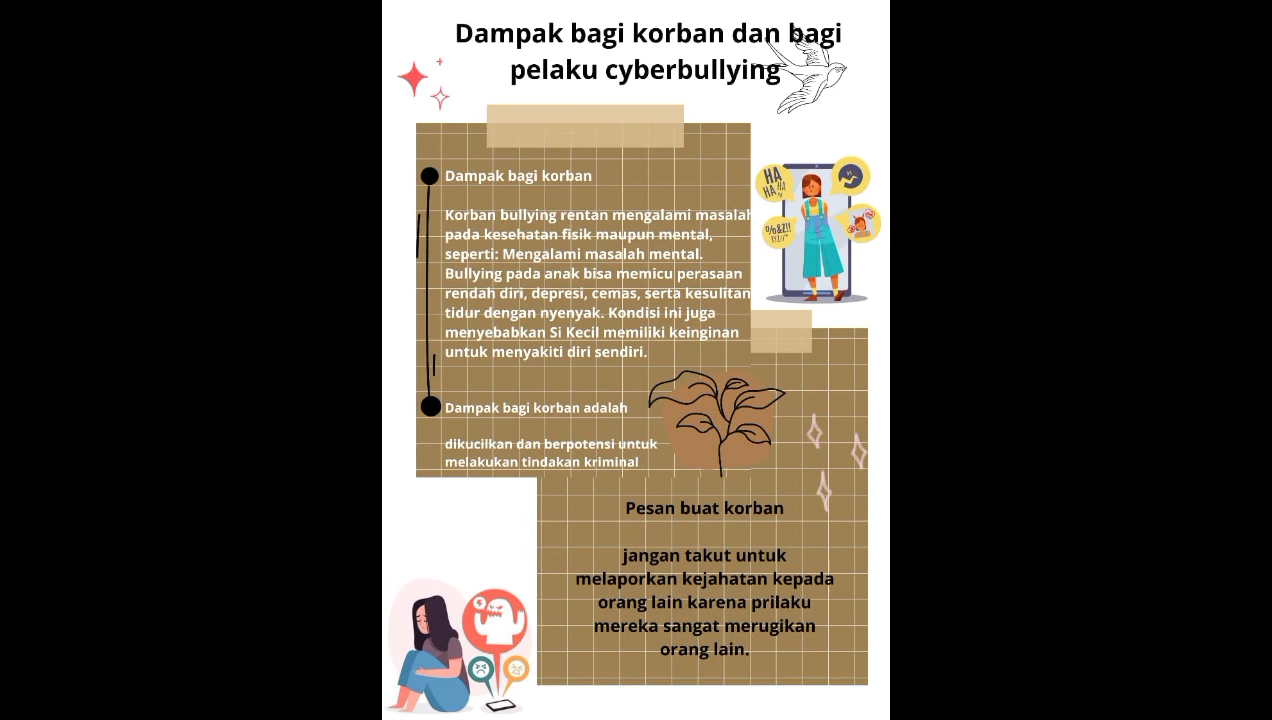 Dampak bagi korban dan bagi
pelaku cyberbullying
Dampak bagi korban
Korban bullying rentan mengalami masalah
pada kesehatan fisik maupun mental,
seperti: Mengalami masalah mental.
Bullying pada anak bisa memicu perasaan
rendah diri, depresi, cemas, serta kesulitan
tidur dengan nyenyak. Kondisi ini juga
menyebabkan Si Kecil memiliki keinginan
untuk menyakiti diri sendiri.
Dampak bagi korban adalah
dikucilkan dan berpotensi untuk
melakukan tindakan kriminal
HA
HA HA
%&Z!!
Pesan buat korban
jangan takut untuk
melaporkan kejahatan kepada
orang lain karena prilaku
mereka sangat merugikan
orang lain.